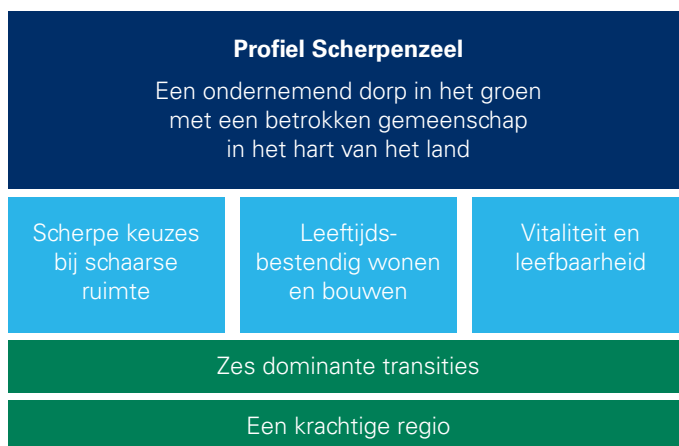 Profiel Scherpenzeel
Een ondernemend dorp in het groen
met een betrokken gemeenschap
in het hart van het land
Scherpe keuzes
bij schaarse
ruimte
Leeftijds-
bestendig wonen
en bouwen
Vitaliteit en
leefbaarheid
Zes dominante transities
Een krachtige regio